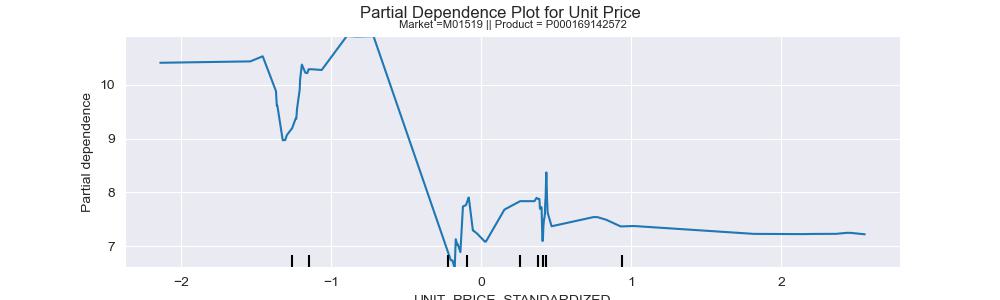 Partial Dependence Plot for Unit Price
Market =M01519 || Product = P000169142572
10
9
8
7
Partial dependence
−2
−1
0
1
2
UNIT_PRICE_STANDARDIZED